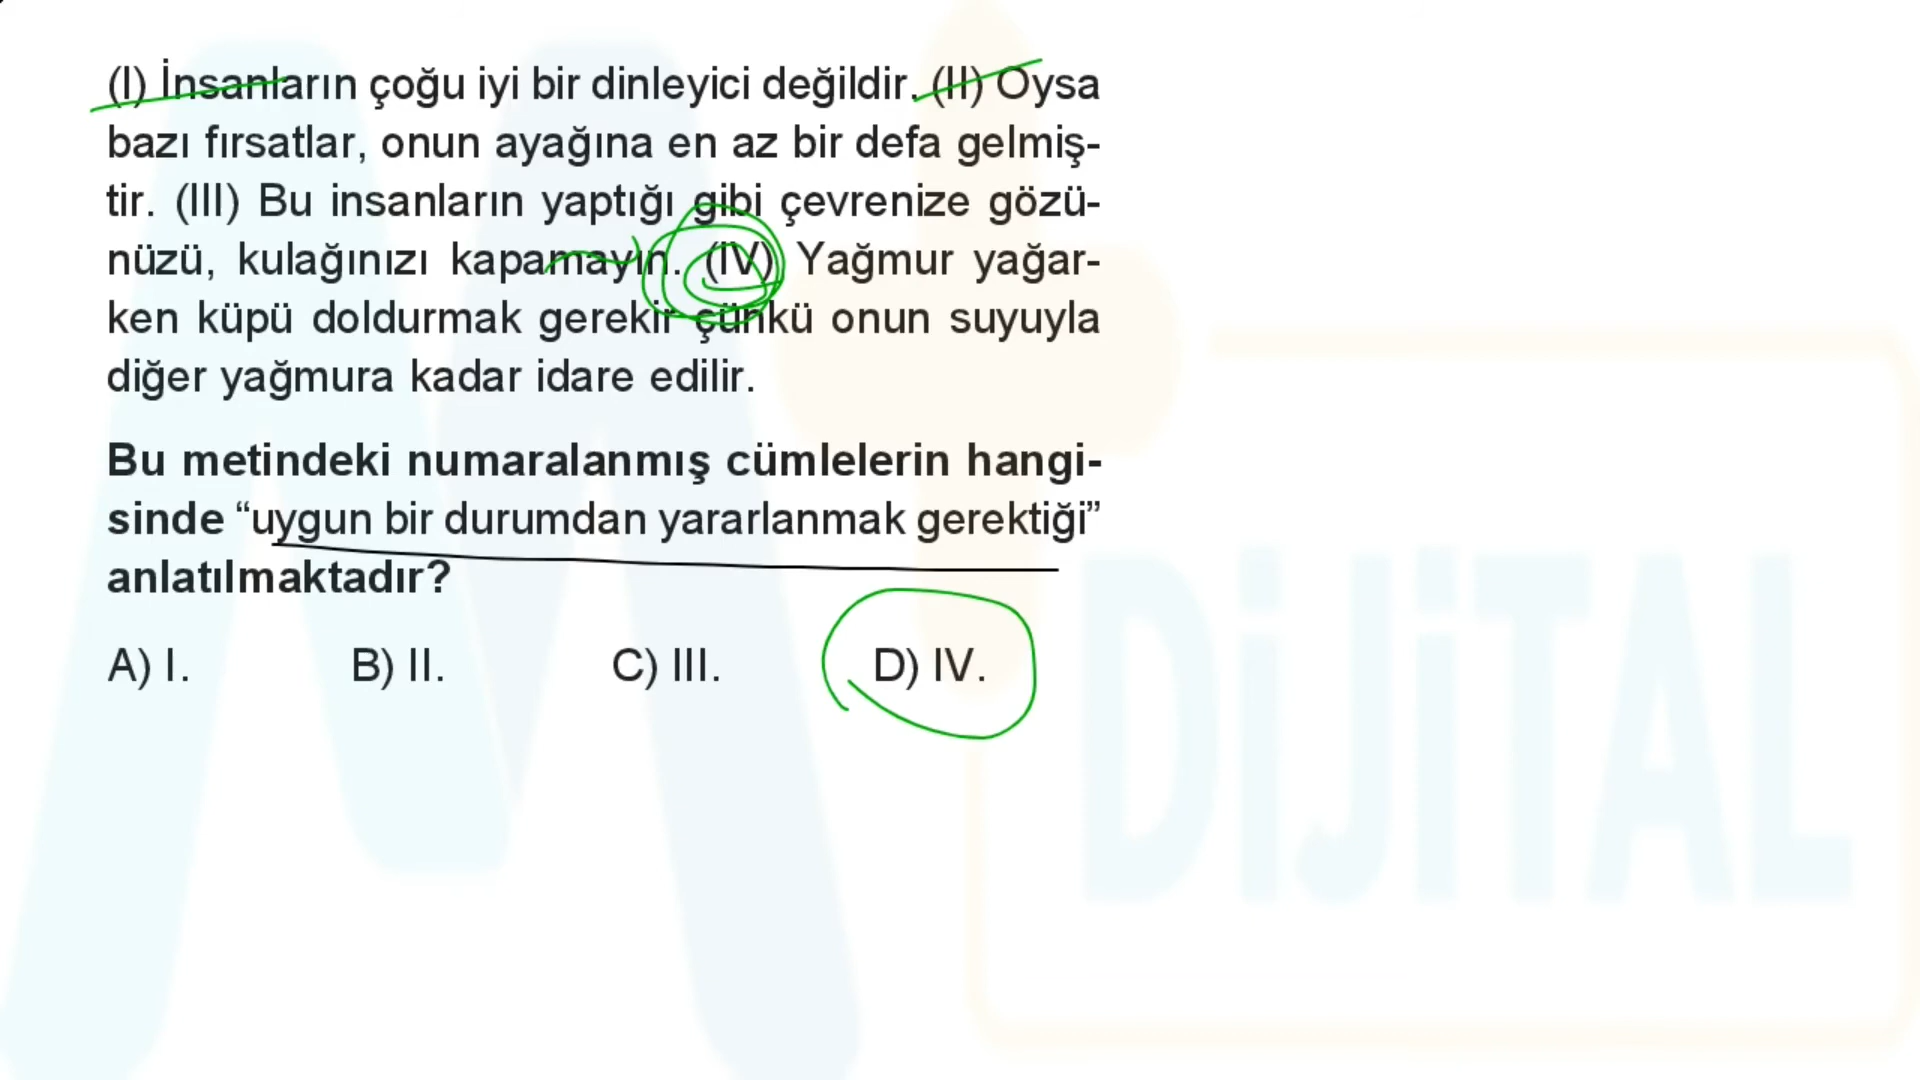 (I) İnsanların çoğu iyi bir dinleyici değildir. (II) Oysa
bazı fırsatlar, onun ayağına en az bir defa gelmiş-
tir. (III) Bu insanların yaptığı gibi çevrenize gözü-
nüzü, kulağınızı kapamayın. (IV) Yağmur yağar-
ken küpü doldurmak gerekir çünkü onun suyuyla
diğer yağmura kadar idare edilir.
Bu metindeki numaralanmış cümlelerin hangi-
sinde “uygun bir durumdan yararlanmak gerektiği”
anlatılmaktadır?
A) I. B) II. C) III. D) IV.
DİJİTAL